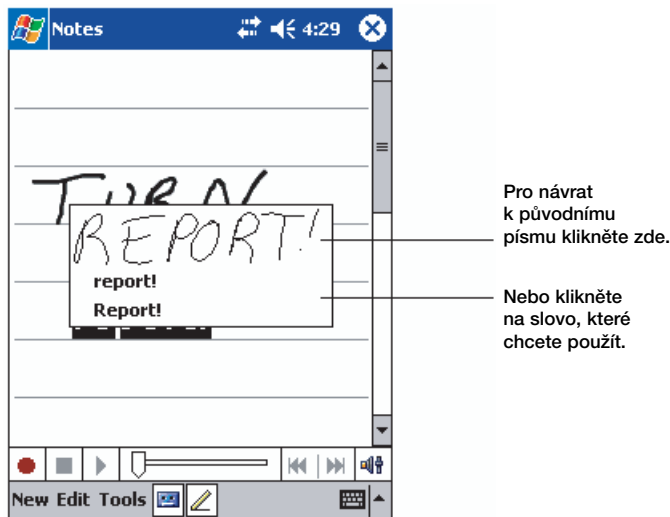 Notes 4:29
TURN
REPORT!
report!
Report!
New Edit Tools
Pro návrat
k původnímu
písmu klikněte zde.
Nebo klikněte
na slovo, které
chcete použít.